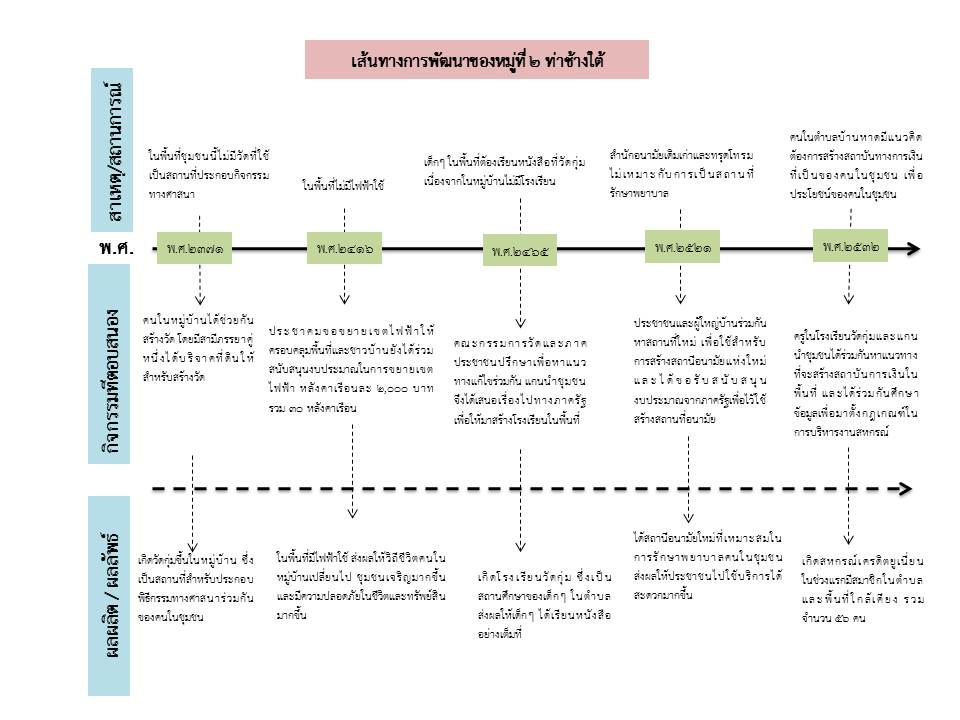 เส้นทางการพัฒนาของหมู่ที่ ๒ ท่าช้างใต้
สาเหตุ/สถานการณ์
ในพื้นที่ชุมชนนี้ไม่มีวัดที่ใช้
เป็นสถานที่ประกอบกิจกรรม
ทางศาสนา
ในพื้นที่ไม่มีไฟฟ้าใช้
เด็กๆ ในพื้นที่ต้องเรียนหนังสือที่วัดกุ่ม
เนื่องจากในหมู่บ้านไม่มีโรงเรียน
สำนักอนามัยเดิมเก่าและทรุดโทรม
ไม่เหมาะกับการเป็นสถานที่
รักษาพยาบาล
คนในตำบลบ้านหาดมีแนวคิด
ต้องการสร้างสถาบันทางการเงิน
ที่เป็นของคนในชุมชน เพื่อ
ประโยชน์ของคนในชุมชน
พ.ศ.
พ.ศ.๒๓๗๑
พ.ศ.๒๔๑๖
พ.ศ.๒๔๖๕
พ.ศ.๒๕๒๑
พ.ศ.๒๕๓๒
กิจกรรมที่ตอบสนอง
คนในหมู่บ้านได้ช่วยกัน
สร้างวัด โดยมีสามีภรรยาคู่
หนึ่งได้บริจาคที่ดินให้
สำหรับสร้างวัด
ประชาคมขอขยายเขตไฟฟ้าให้
ครอบคลุมพื้นที่และชาวบ้านยังได้ร่วม
สนับสนุนงบประมาณในการขยายเขต
ไฟฟ้า หลังคาเรือนละ ๒,๐๐๐ บาท
รวม ๓๐ หลังคาเรือน
คณะกรรมการวัดและภาค
ประชาชนปรึกษาเพื่อหาแนว
ทางแก้ไขร่วมกัน แกนนำชุมชน
จึงได้เสนอเรื่องไปทางภาครัฐ
เพื่อให้มาสร้างโรงเรียนในพื้นที่
ประชาชนและผู้ใหญ่บ้านร่วมกัน
หาสถานที่ใหม่ เพื่อใช้สำหรับ
การสร้างสถานีอนามัยแห่งใหม่
และได้ขอรับสนับสนุน
งบประมาณจากภาครัฐเพื่อไว้ใช้
สร้างสถานที่อนามัย
ครูในโรงเรียนวัดกุ่มและแกน
นำชุมชนได้ร่วมกันหาแนวทาง
ที่จะสร้างสถาบันการเงินใน
พื้นที่ และได้ร่วมกันศึกษา
ข้อมูลเพื่อมาตั้งกฎเกณฑ์ใน
การบริหารงานสหกรณ์
ผลผลิต / ผลลัพธ์
เกิดวัดกุ่มขึ้นในหมู่บ้าน ซึ่ง
เป็นสถานที่สำหรับประกอบ
พิธีกรรมทางศาสนาร่วมกัน
ของคนในชุมชน
ในพื้นที่มีไฟฟ้าใช้ ส่งผลให้วิถีชีวิตคนใน
หมู่บ้านเปลี่ยนไป ชุมชนเจริญมากขึ้น
และมีความปลอดภัยในชีวิตและทรัพย์สิน
มากขึ้น
เกิดโรงเรียนวัดกุ่ม ซึ่งเป็น
สถานศึกษาของเด็กๆ ในตำบล
ส่งผลให้เด็กๆ ได้เรียนหนังสือ
อย่างเต็มที่
ได้สถานีอนามัยใหม่ที่เหมาะสมใน
การรักษาพยาบาลคนในชุมชน
ส่งผลให้ประชาชนไปใช้บริการได้
สะดวกมากขึ้น
เกิดสหกรณ์เครดิตยูเนี่ยน
ในช่วงแรกมีสมาชิกในตำบล
และพื้นที่ใกล้เคียง รวม
จำนวน ๕๖ คน